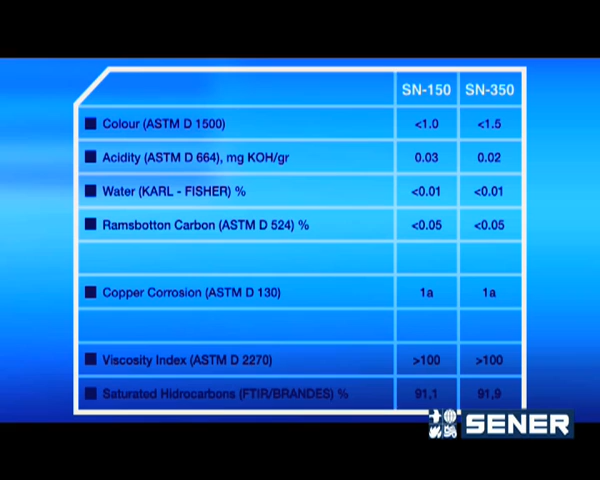 SN-150 SN-350
Colour (ASTM D 1500) <1.0 <1.5
Acidity (ASTM D 664), mg KOH/gr 0.03 0.02
Water (KARL - FISHER) % <0.01 <0.01
Ramsbotton Carbon (ASTM D 524) % <0.05 <0.05
Copper Corrosion (ASTM D 130) 1a 1a
Viscosity Index (ASTM D 2270) >100 >100
Saturated Hidrocarbons (FTIR/BRANDES) % 91,1 91,9
SENER